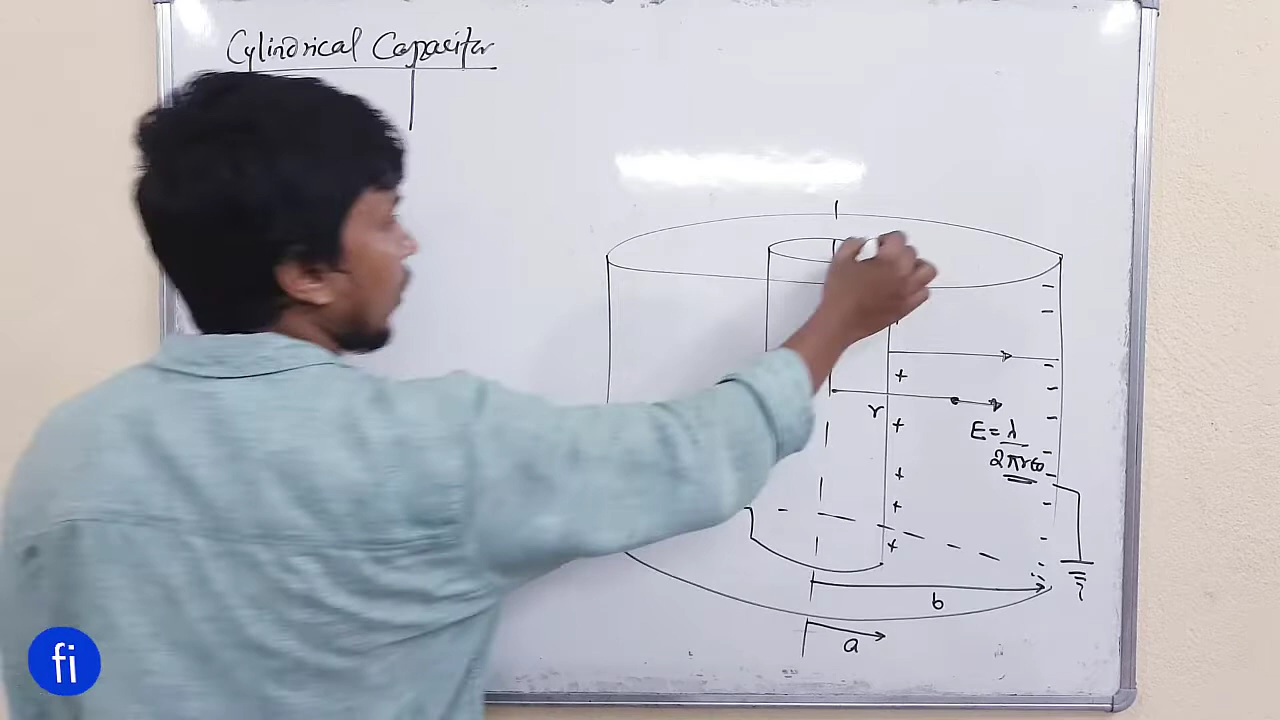 Cylindrical Capacitor
r
E = λ
2πrε₀
b
a
fi